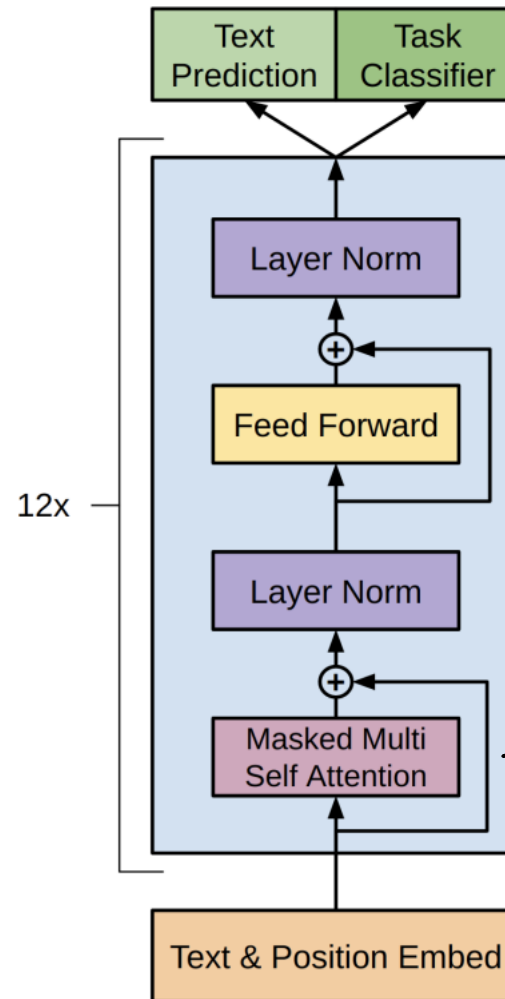 Text
Prediction
Task
Classifier
Layer Norm
+
Feed Forward
12x
Layer Norm
+
Masked Multi
Self Attention
Text & Position Embed